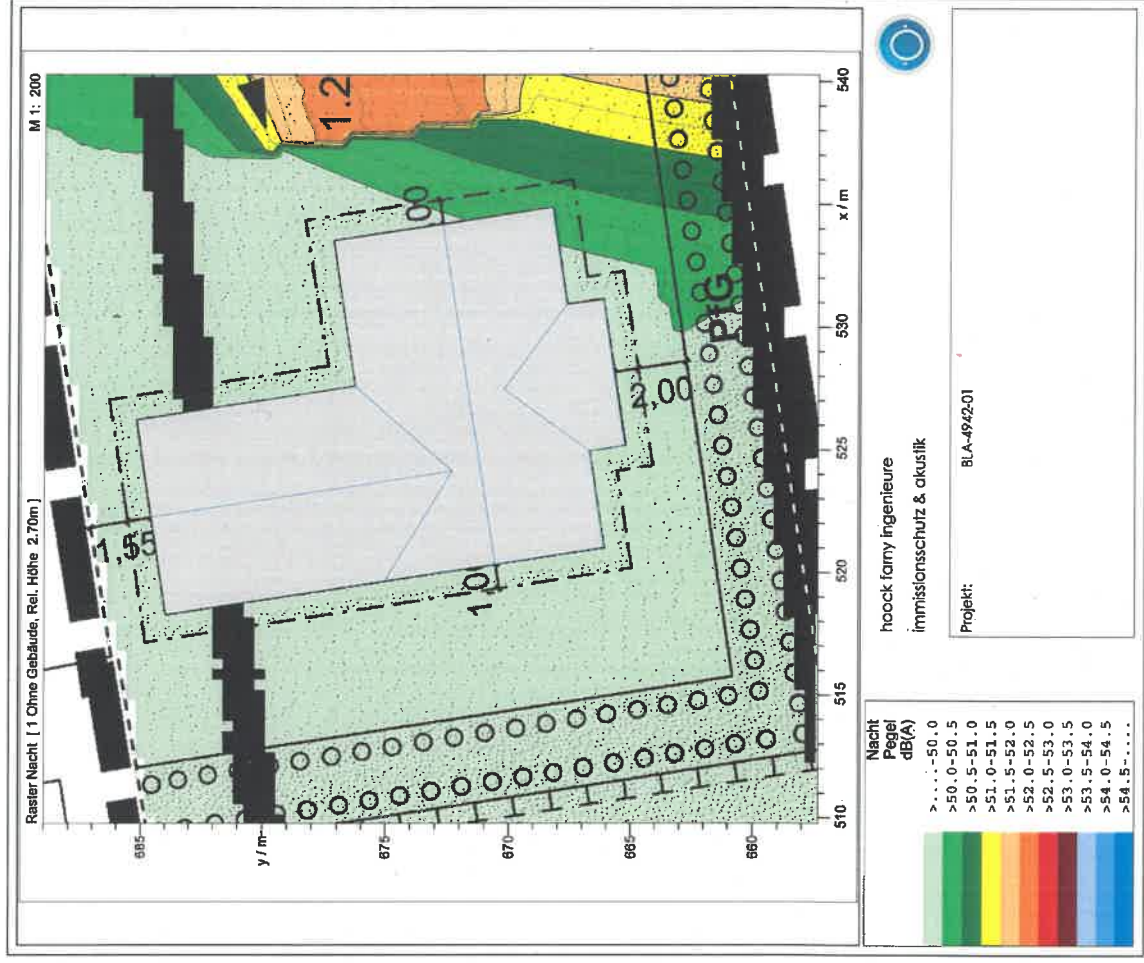 Raster Nacht [ 1 Ohne Gebäude, Rel. Höhe 2.70m ]
M 1: 200
1.2
00
1,55
2,00
PfG
685
y / m
675
670
665
660
510
515
520
525
530
x / m
540
Nacht
Pegel
dB(A)
>....-50.0
>50.0-50.5
>50.5-51.0
>51.0-51.5
>51.5-52.0
>52.0-52.5
>52.5-53.0
>53.0-53.5
>53.5-54.0
>54.0-54.5
>54.5-....
hoock farny ingenieure
immissionsschutz & akustik
Projekt:
BLA-4942-01